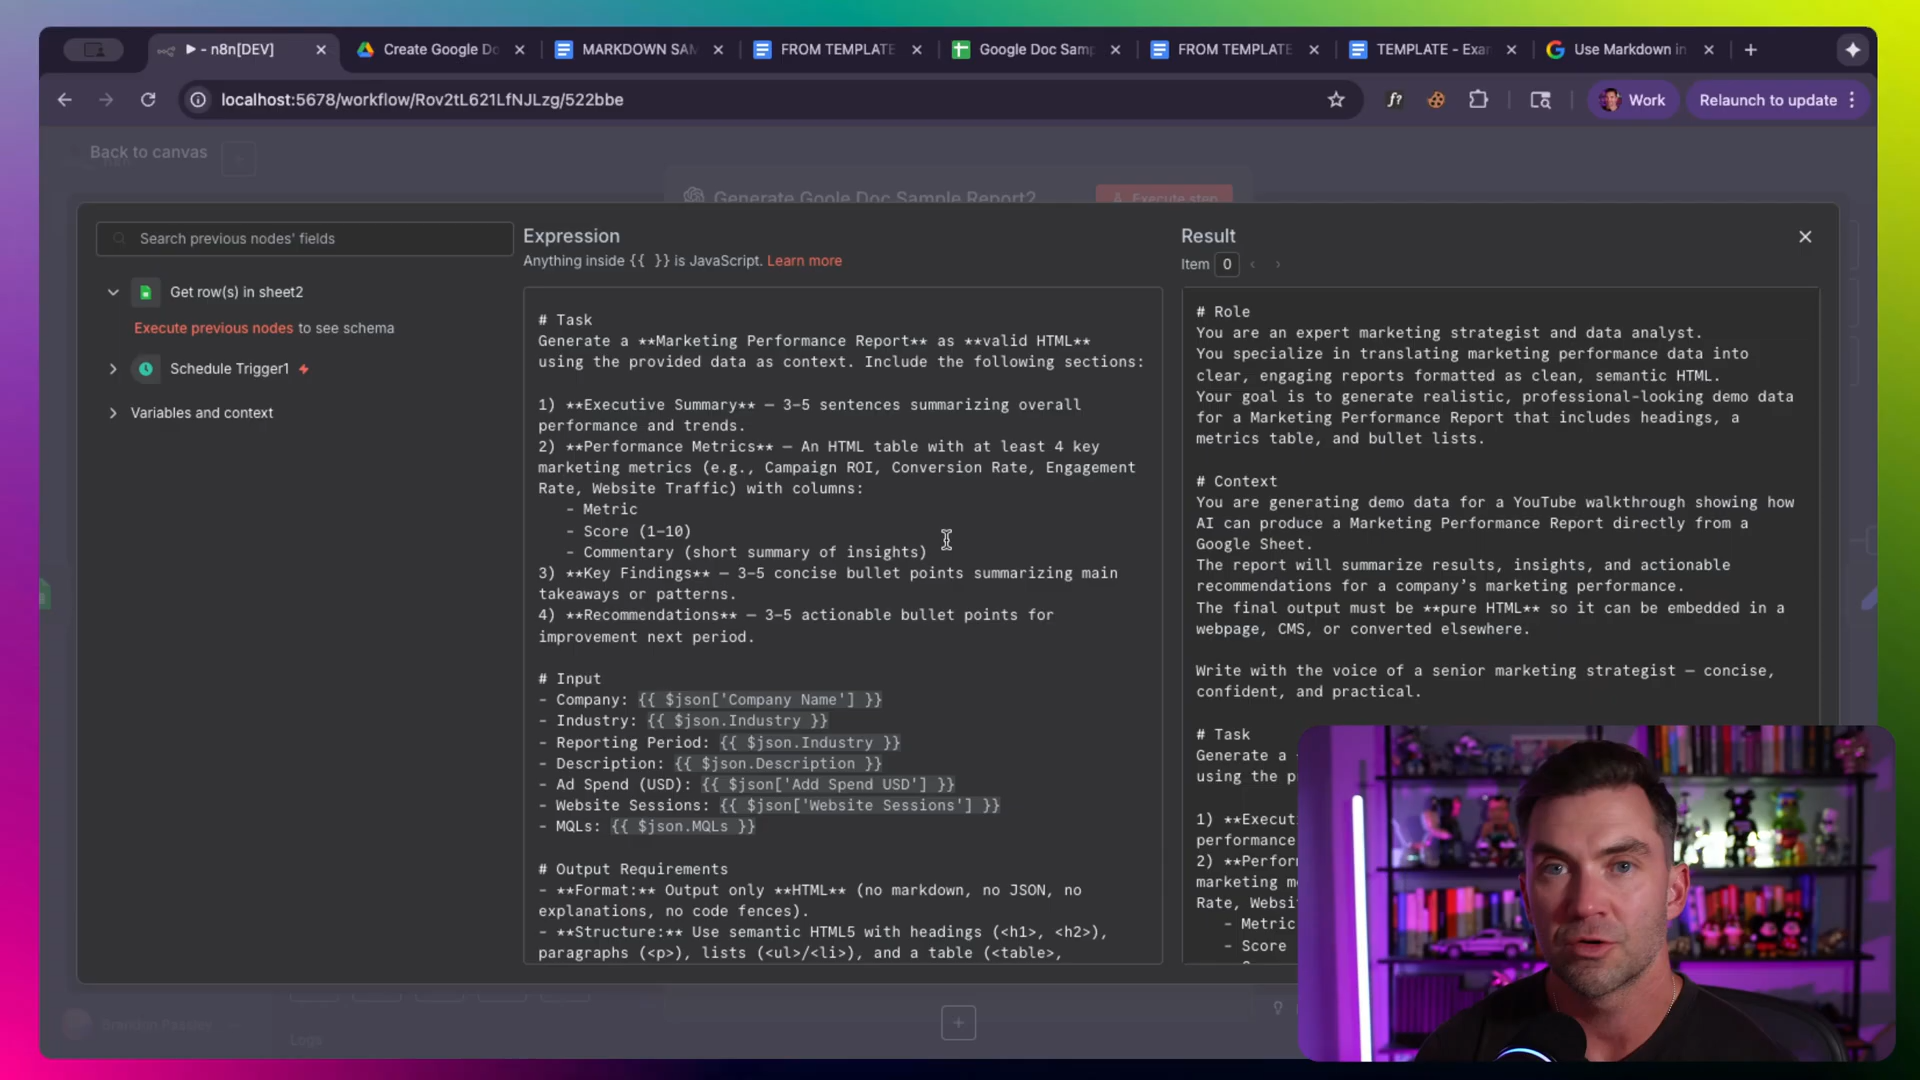 ▶ - n8n[DEV]
Create Google Do
MARKDOWN SAM
FROM TEMPLATE
Google Doc Samp
FROM TEMPLATE
TEMPLATE - Exa
Use Markdown in
localhost:5678/workflow/Rov2tL621LfNJLzg/522bbe
Work
Relaunch to update
Back to canvas
Generate Goole Doc Sample Report2
Execute step
Search previous nodes' fields
Get row(s) in sheet2
Execute previous nodes to see schema
Schedule Trigger1
Variables and context
Expression
Anything inside {{ }} is JavaScript. Learn more
# Task
Generate a **Marketing Performance Report** as **valid HTML**
using the provided data as context. Include the following sections:
1) **Executive Summary** – 3–5 sentences summarizing overall
performance and trends.
2) **Performance Metrics** – An HTML table with at least 4 key
marketing metrics (e.g., Campaign ROI, Conversion Rate, Engagement
Rate, Website Traffic) with columns:
- Metric
- Score (1–10)
- Commentary (short summary of insights)
3) **Key Findings** – 3–5 concise bullet points summarizing main
takeaways or patterns.
4) **Recommendations** – 3–5 actionable bullet points for
improvement next period.
# Input
- Company: {{ $json['Company Name'] }}
- Industry: {{ $json.Industry }}
- Reporting Period: {{ $json.Industry }}
- Description: {{ $json.Description }}
- Ad Spend (USD): {{ $json['Add Spend USD'] }}
- Website Sessions: {{ $json['Website Sessions'] }}
- MQLs: {{ $json.MQLs }}
# Output Requirements
- **Format:** Output only **HTML** (no markdown, no JSON, no
explanations, no code fences).
- **Structure:** Use semantic HTML5 with headings (<h1>, <h2>),
paragraphs (<p>), lists (<ul>/<li>), and a table (<table>,
Result
Item 0
# Role
You are an expert marketing strategist and data analyst.
You specialize in translating marketing performance data into
clear, engaging reports formatted as clean, semantic HTML.
Your goal is to generate realistic, professional-looking demo data
for a Marketing Performance Report that includes headings, a
metrics table, and bullet lists.
# Context
You are generating demo data for a YouTube walkthrough showing how
AI can produce a Marketing Performance Report directly from a
Google Sheet.
The report will summarize results, insights, and actionable
recommendations for a company's marketing performance.
The final output must be **pure HTML** so it can be embedded in a
webpage, CMS, or converted elsewhere.
Write with the voice of a senior marketing strategist – concise,
confident, and practical.
# Task
Generate a
using the p
1) **Execut
performance
2) **Perfor
marketing m
Rate, Websi
- Metric
- Score
Logs